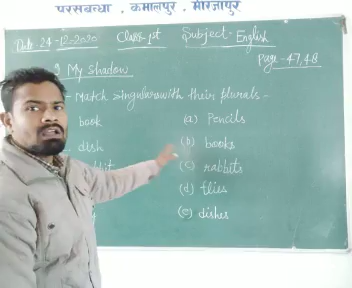 परसबन्धा . कमालपुर . मीरजापुर
Date-24-12-2020 Class-1st Subject-English
Page-47,48
My Shadow
Match singular with their plurals-
book (a) Pencils
dish (b) books
(c) rabbits
(d) flies
(e) dishes